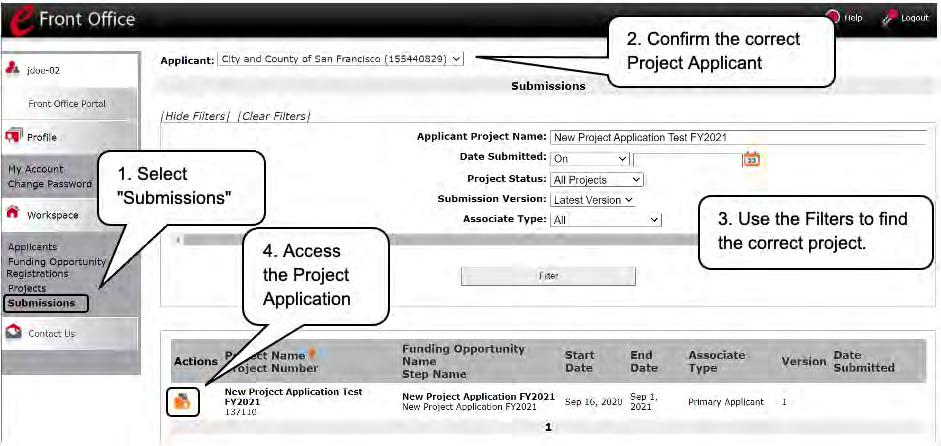 e Front Office
Help
Logout
jdoe-02
Front Office Portal
Profile
My Account
Change Password
Workspace
Applicants
Funding Opportunity
Registrations
Projects
Submissions
Contact Us
1. Select
"Submissions"
Applicant: City and County of San Francisco (155440829)
2. Confirm the correct
Project Applicant
Submissions
|Hide Filters| |Clear Filters|
Applicant Project Name: New Project Application Test FY2021
Date Submitted: On
23
Project Status: All Projects
Submission Version: Latest Version
Associate Type: All
3. Use the Filters to find
the correct project.
Filter
4. Access
the Project
Application
Actions
Project Name
Project Number
Funding Opportunity
Name
Step Name
Start
Date
End
Date
Associate
Type
Version
Date
Submitted
New Project Application Test
FY2021
137110
New Project Application FY2021
New Project Application FY2021
Sep 16, 2020
Sep 1,
2021
Primary Applicant
1
1